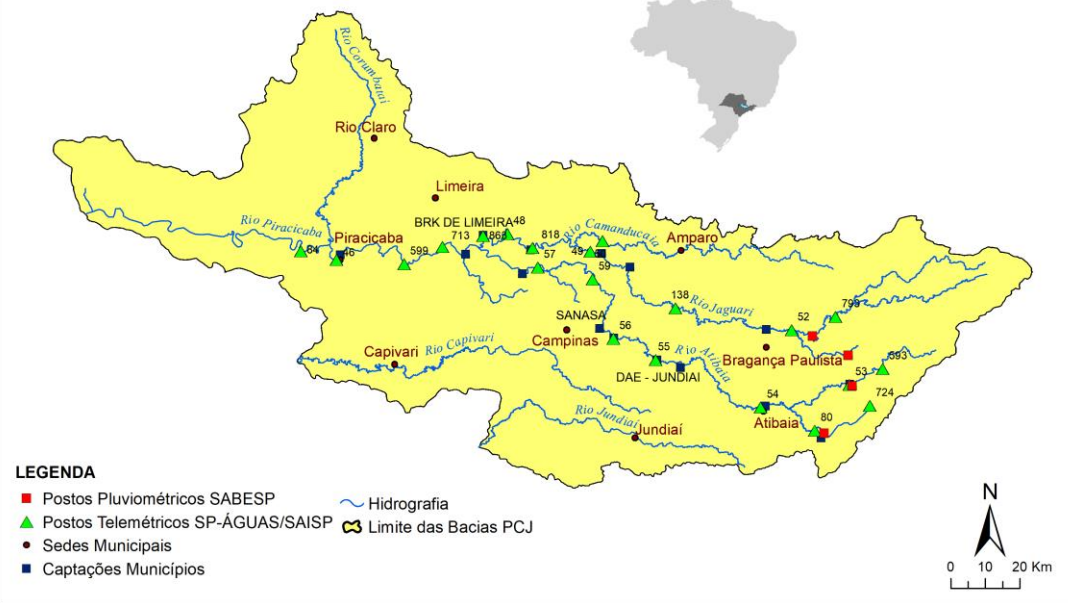 Rio Corumbataí
Rio Claro
Limeira
BRK DE LIMEIRA
48
Rio Piracicaba
Piracicaba
84
46
599
713
818
57
Rio Camanducaia
49
Amparo
59
138
Rio Jaguari
52
799
SANASA
Campinas
56
55
Rio Atibaia
Bragança Paulista
DAE - JUNDIAI
Capivari
Rio Capivari
593
53
724
54
Atibaia
80
Rio Jundiaí
Jundiaí
LEGENDA
Postos Pluviométricos SABESP
Postos Telemétricos SP-ÁGUAS/SAISP
Sedes Municipais
Captações Municípios
Hidrografia
Limite das Bacias PCJ
N
0 10 20 Km